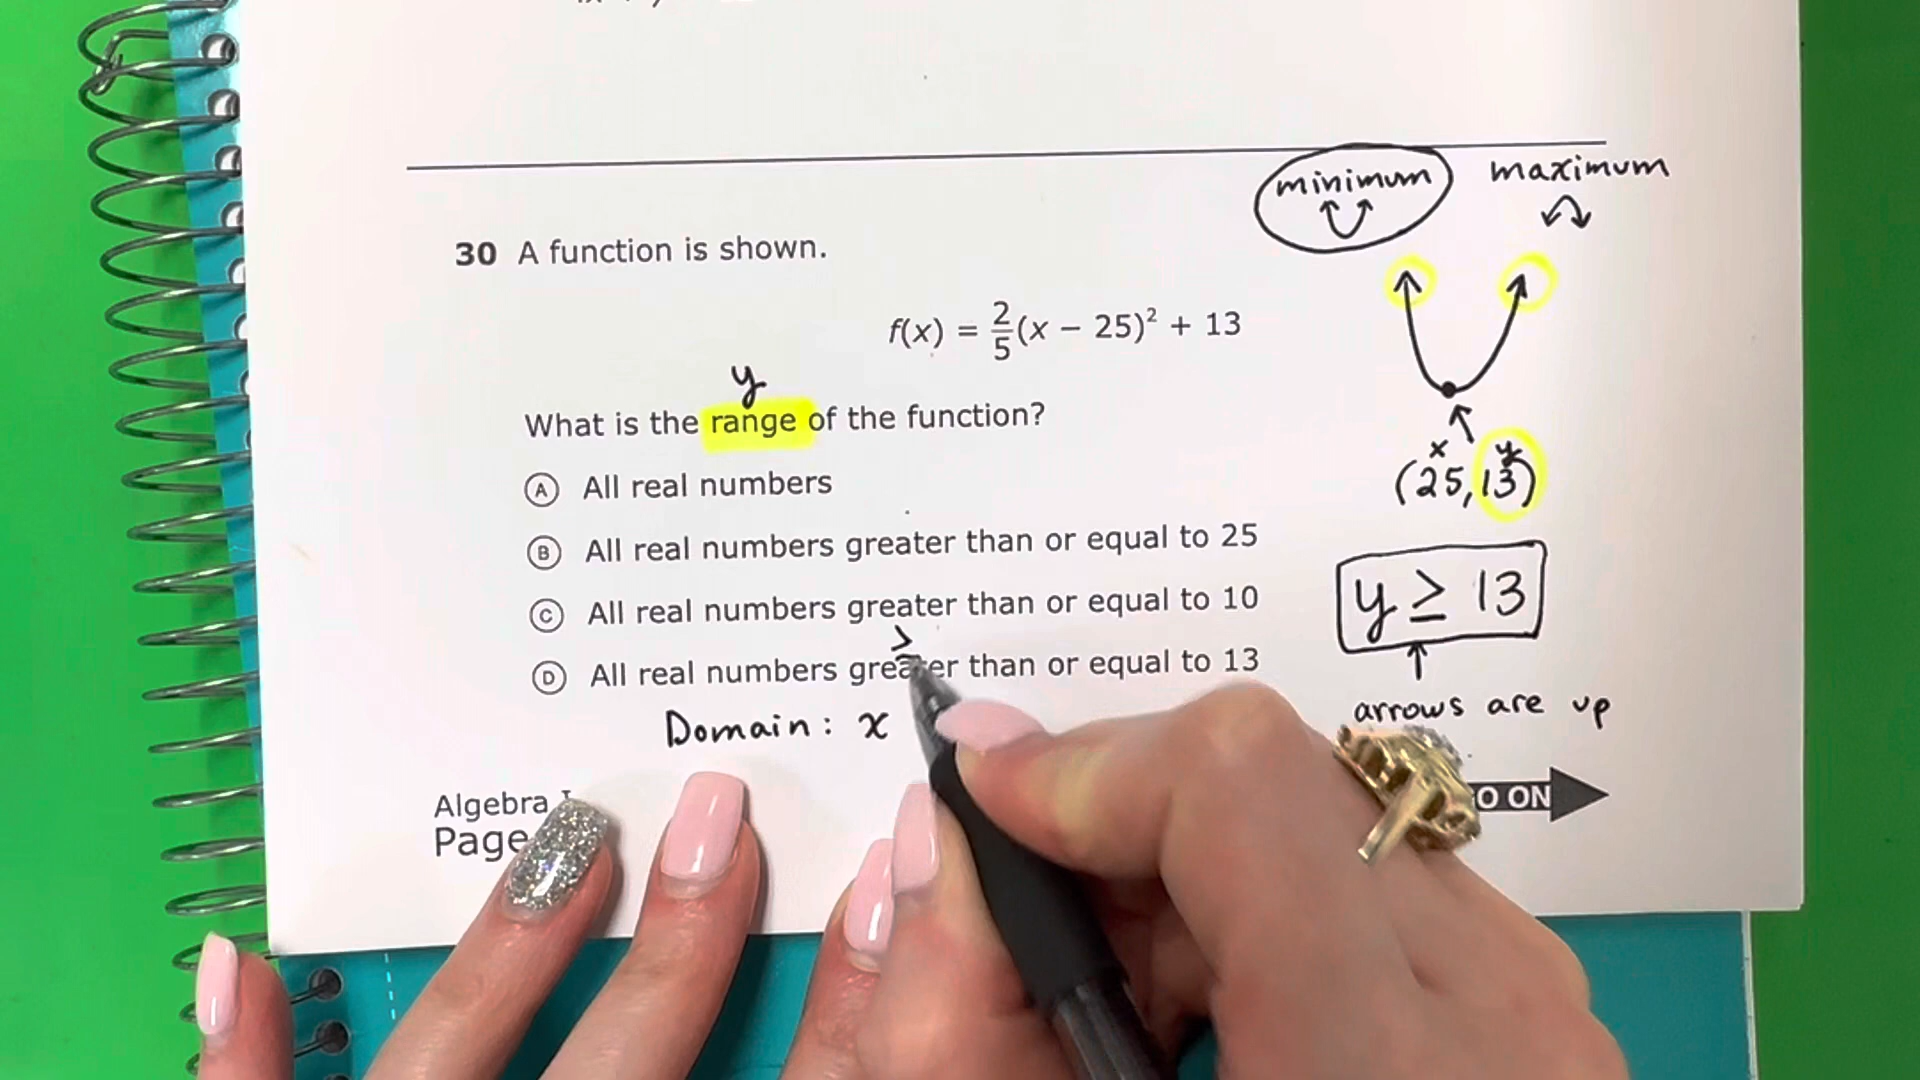 minimum
maximum
30 A function is shown.
f(x) = 2/5(x − 25)² + 13
y
What is the range of the function?
x y
(25, 13)
A All real numbers
B All real numbers greater than or equal to 25
C All real numbers greater than or equal to 10
y ≥ 13
≥
D All real numbers greater than or equal to 13
arrows are up
Domain: x
Algebra I
Page
O ON